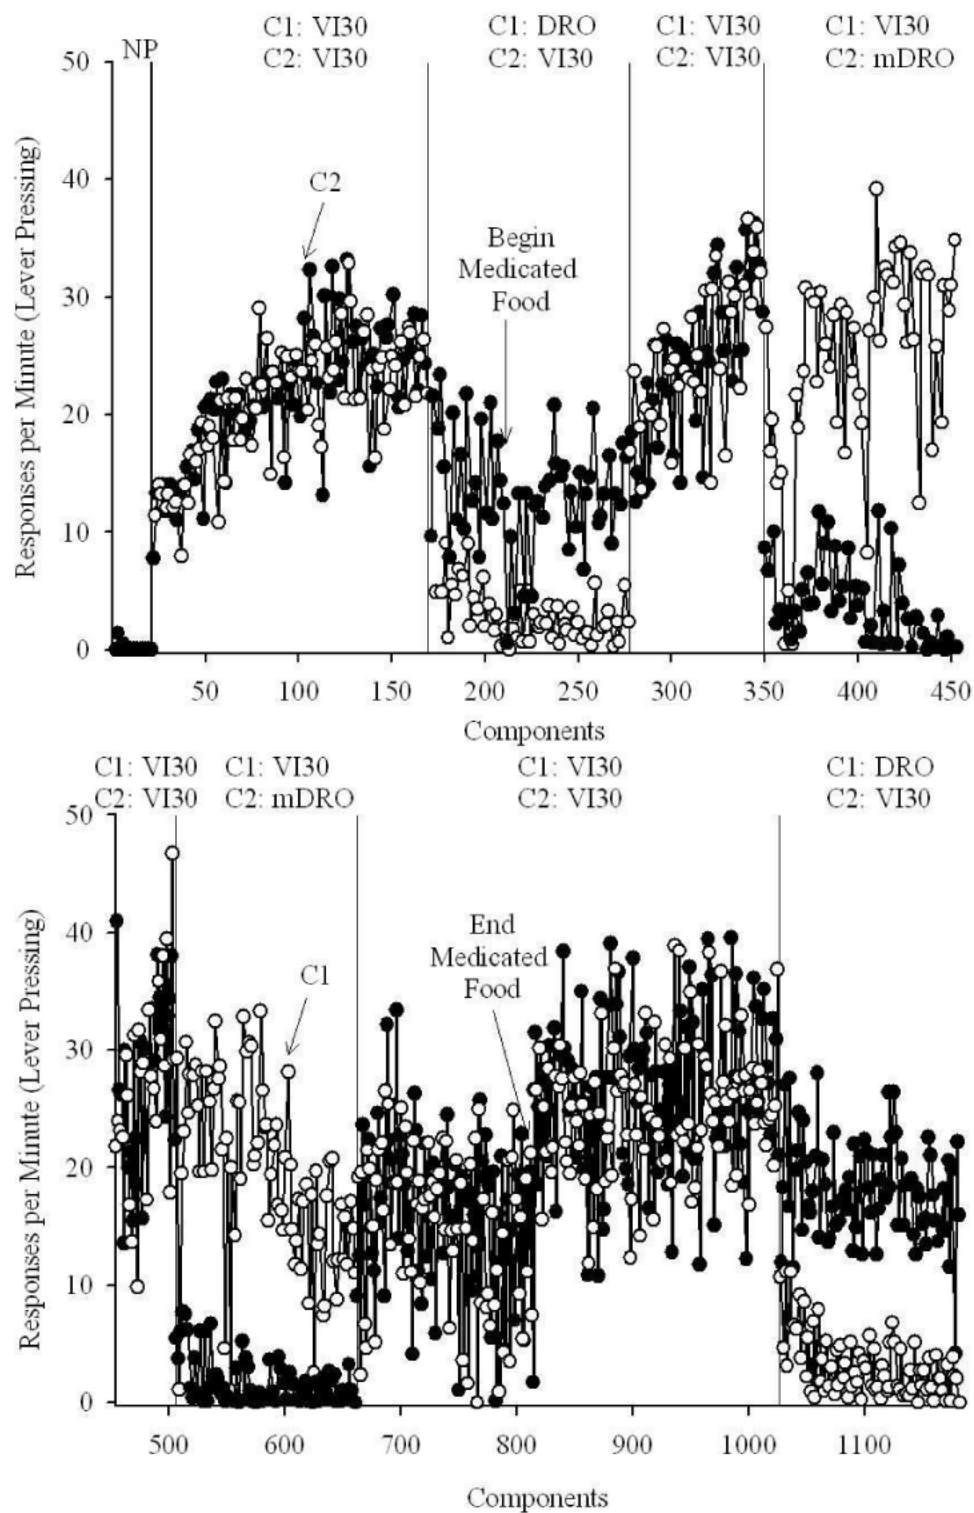 C1: VI30 C1: DRO C1: VI30 C1: VI30
NP C2: VI30 C2: VI30 C2: VI30 C2: mDRO
50
40
30
20
10
0
Responses per Minute (Lever Pressing)
C2
Begin
Medicated
Food
50 100 150 200 250 300 350 400 450
Components
C1: VI30 C1: VI30 C1: VI30 C1: DRO
C2: VI30 C2: mDRO C2: VI30 C2: VI30
50
40
30
20
10
0
Responses per Minute (Lever Pressing)
C1
End
Medicated
Food
500 600 700 800 900 1000 1100
Components